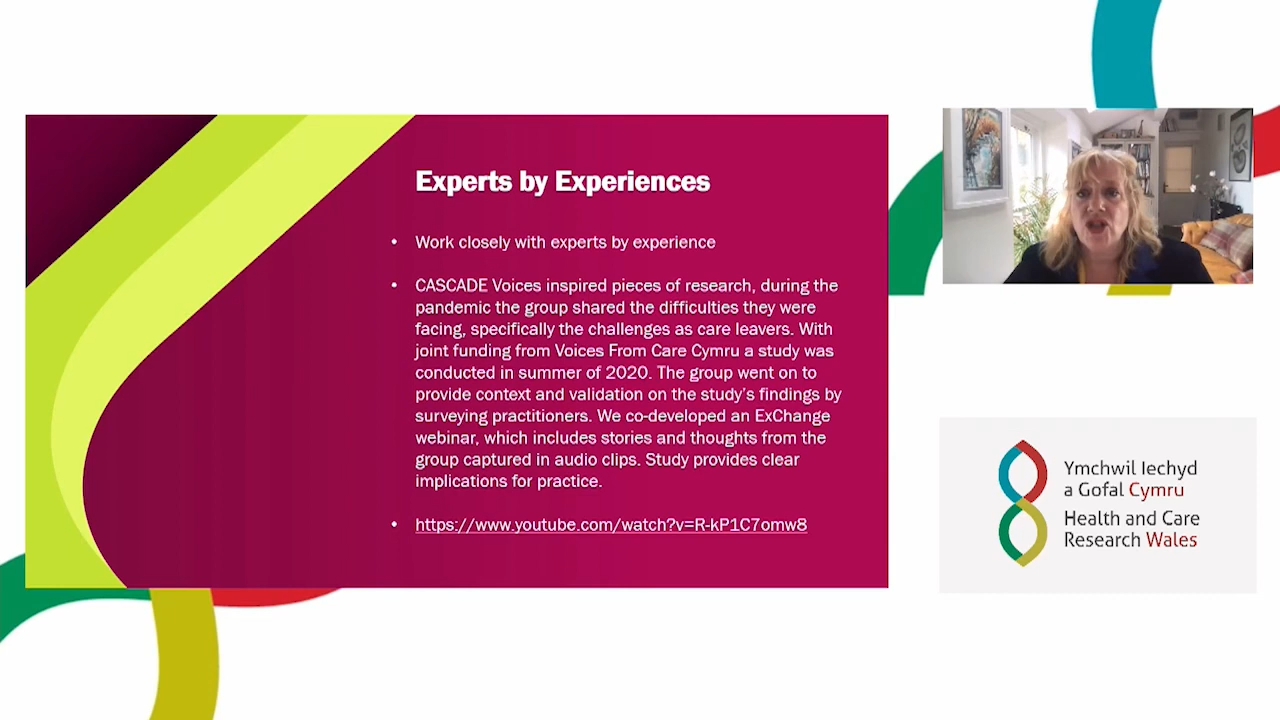 Experts by Experiences
• Work closely with experts by experience
• CASCADE Voices inspired pieces of research, during the
pandemic the group shared the difficulties they were
facing, specifically the challenges as care leavers. With
joint funding from Voices From Care Cymru a study was
conducted in summer of 2020. The group went on to
provide context and validation on the study's findings by
surveying practitioners. We co-developed an ExChange
webinar, which includes stories and thoughts from the
group captured in audio clips. Study provides clear
implications for practice.
• https://www.youtube.com/watch?v=R-kP1C7omw8
Ymchwil Iechyd
a Gofal Cymru
Health and Care
Research Wales